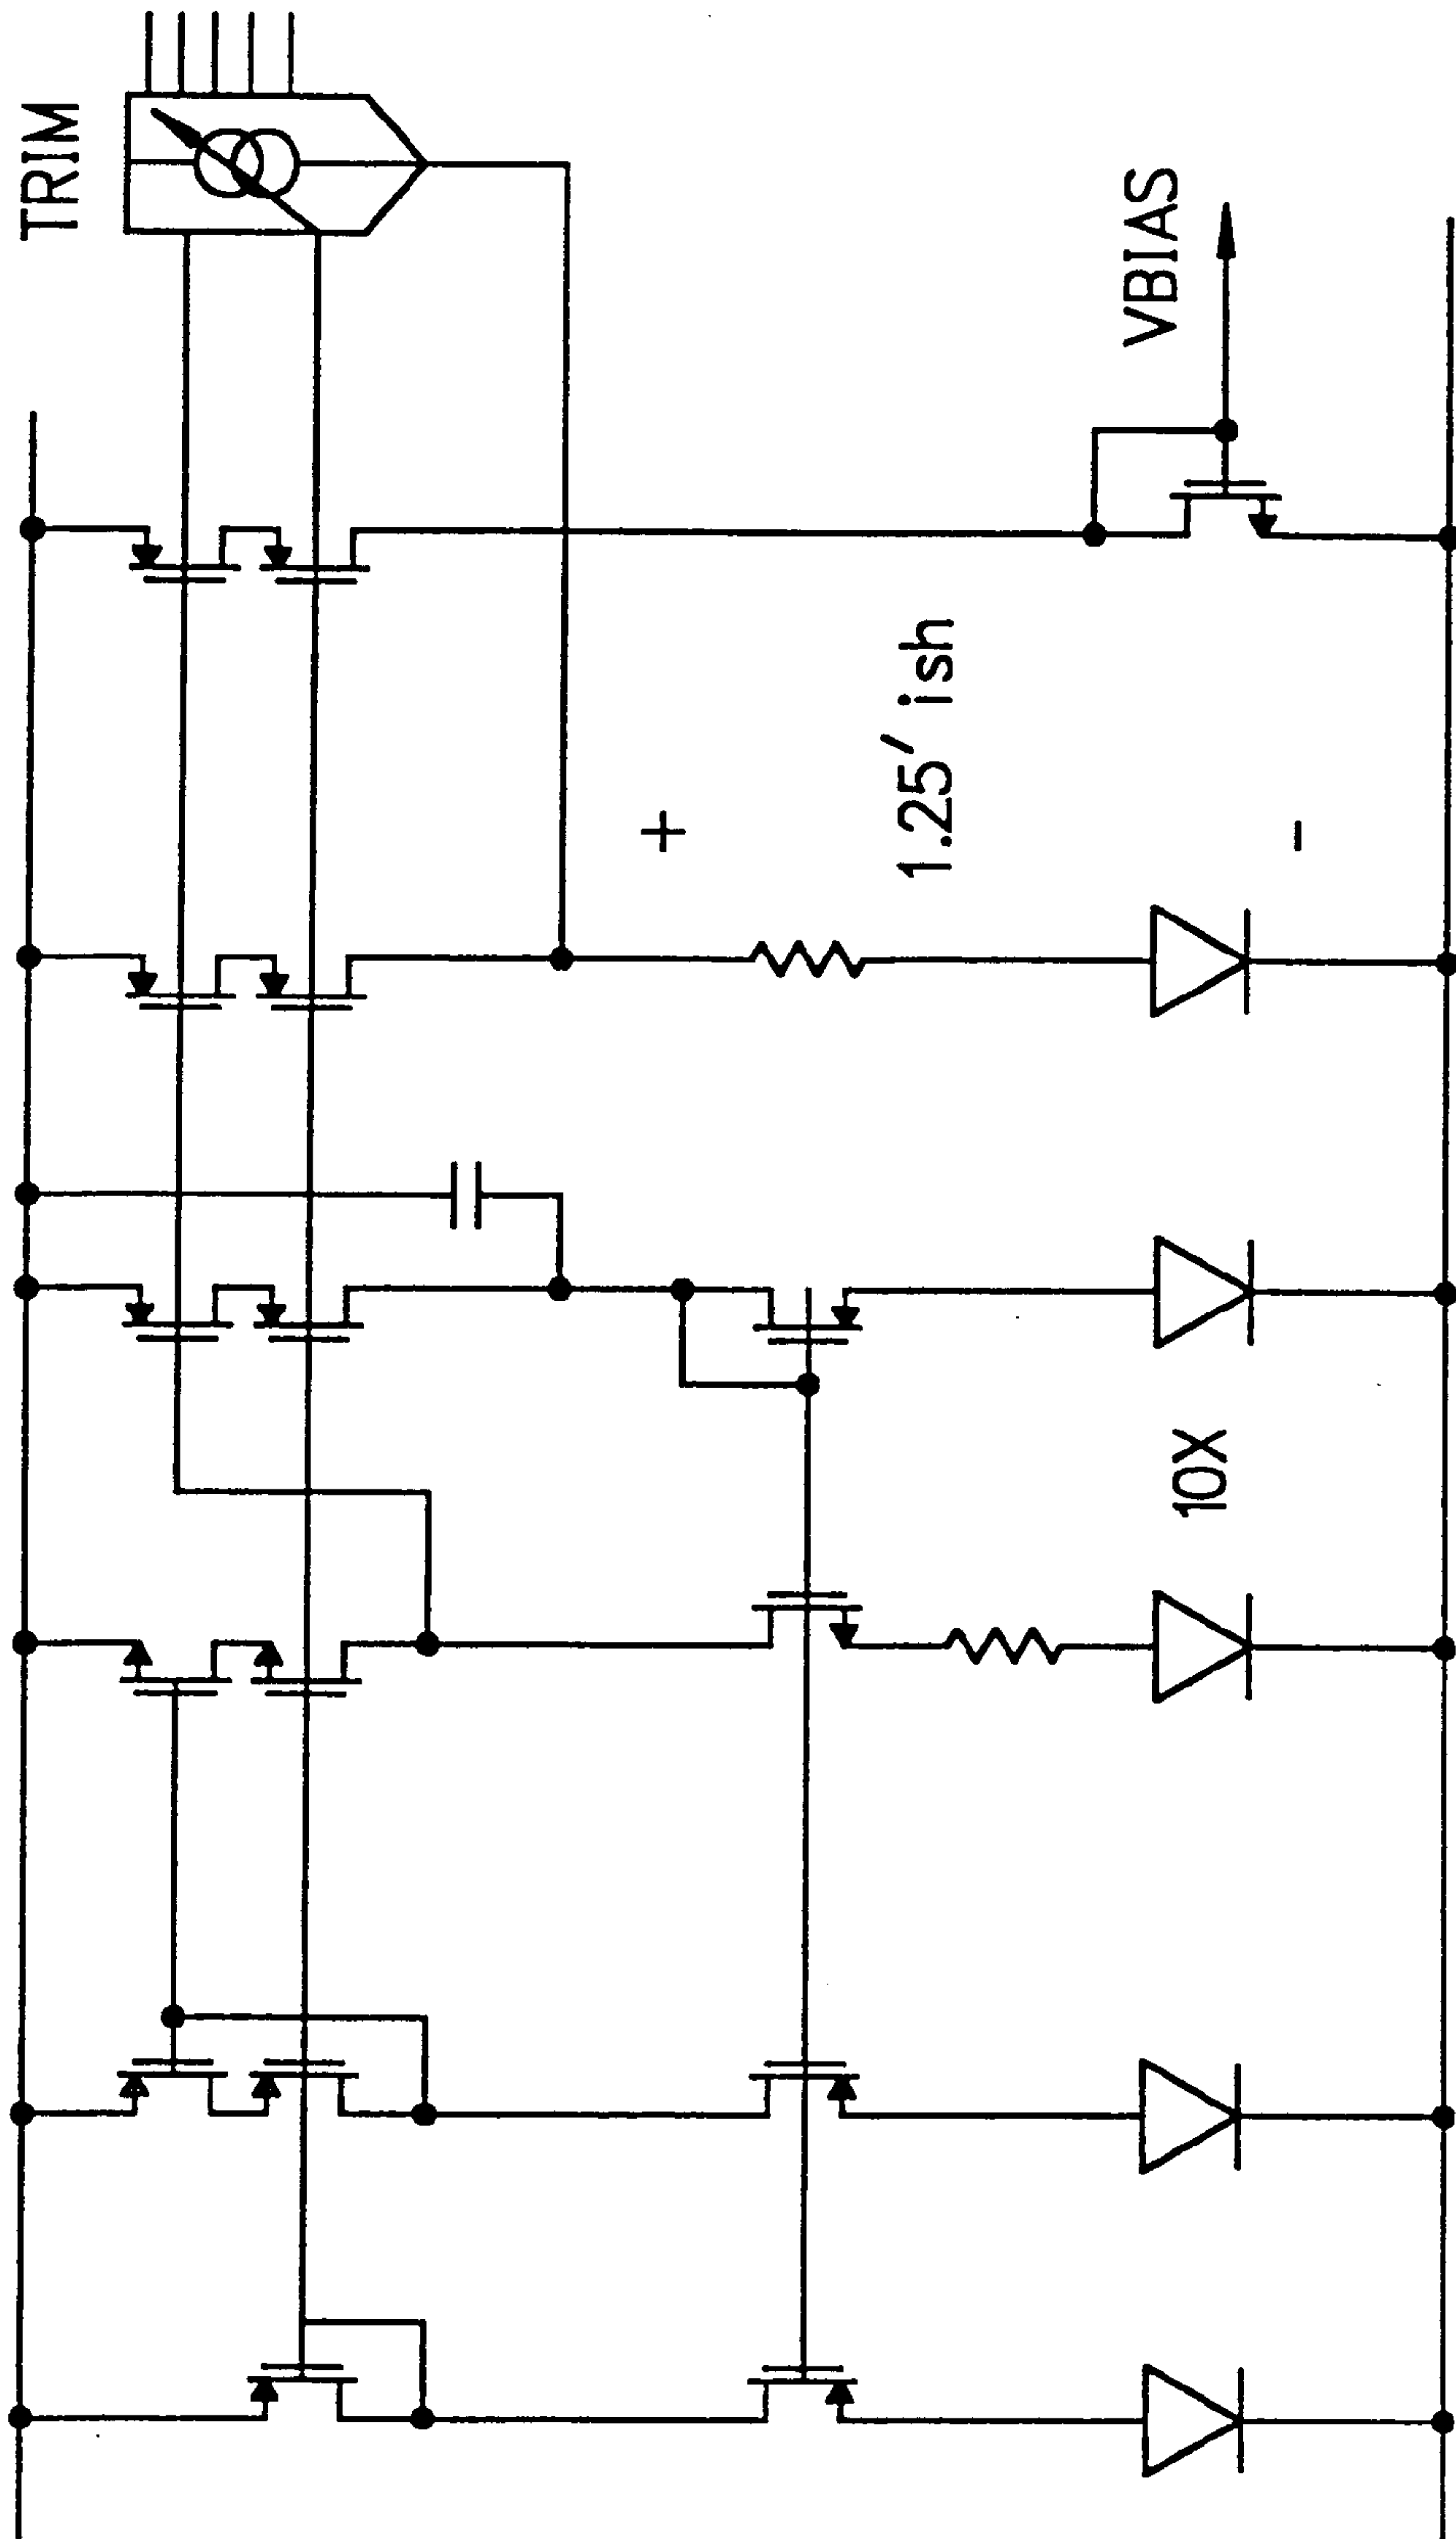 TRIM
VBIAS
+
1.25' ish
-
10X